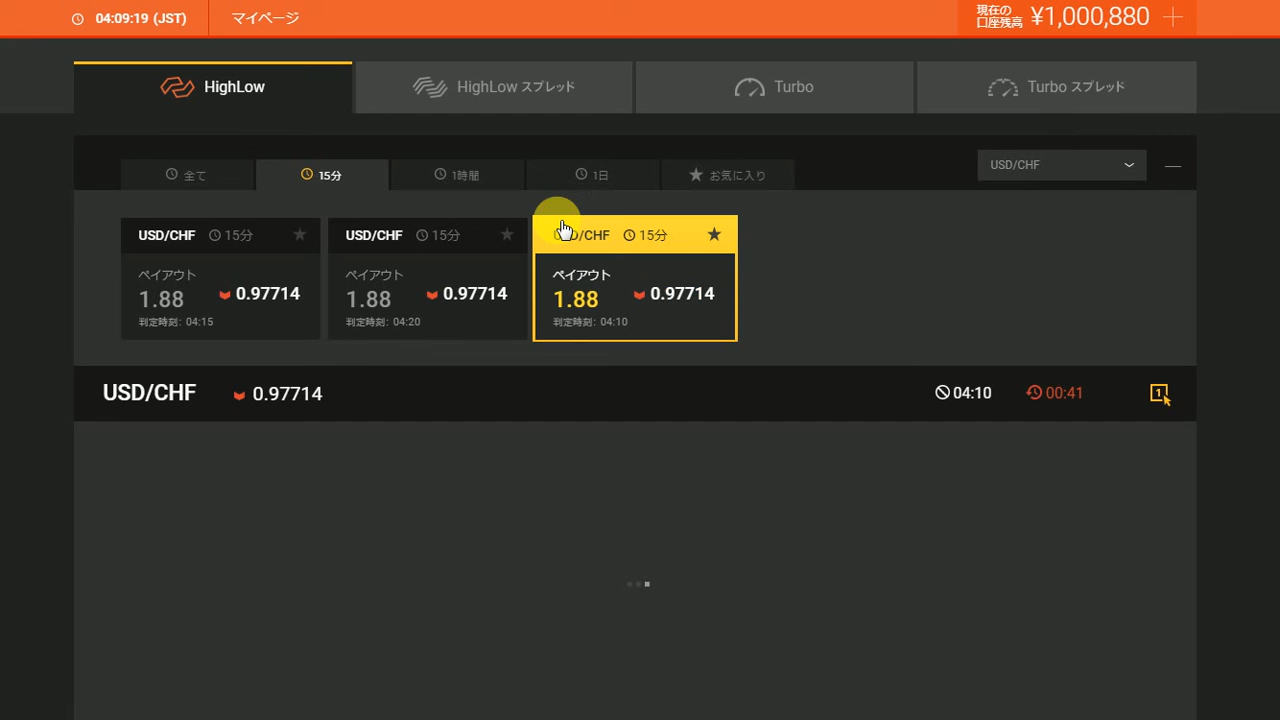 04:09:19 (JST) マイページ 現在の口座残高 ¥1,000,880
HighLow HighLow スプレッド Turbo Turbo スプレッド
全て 15分 1時間 1日 お気に入り USD/CHF
USD/CHF 15分 USD/CHF 15分 /CHF 15分
ペイアウト ペイアウト ペイアウト
1.88 0.97714 1.88 0.97714 1.88 0.97714
判定時刻: 04:15 判定時刻: 04:20 判定時刻: 04:10
USD/CHF 0.97714 04:10 00:41 1